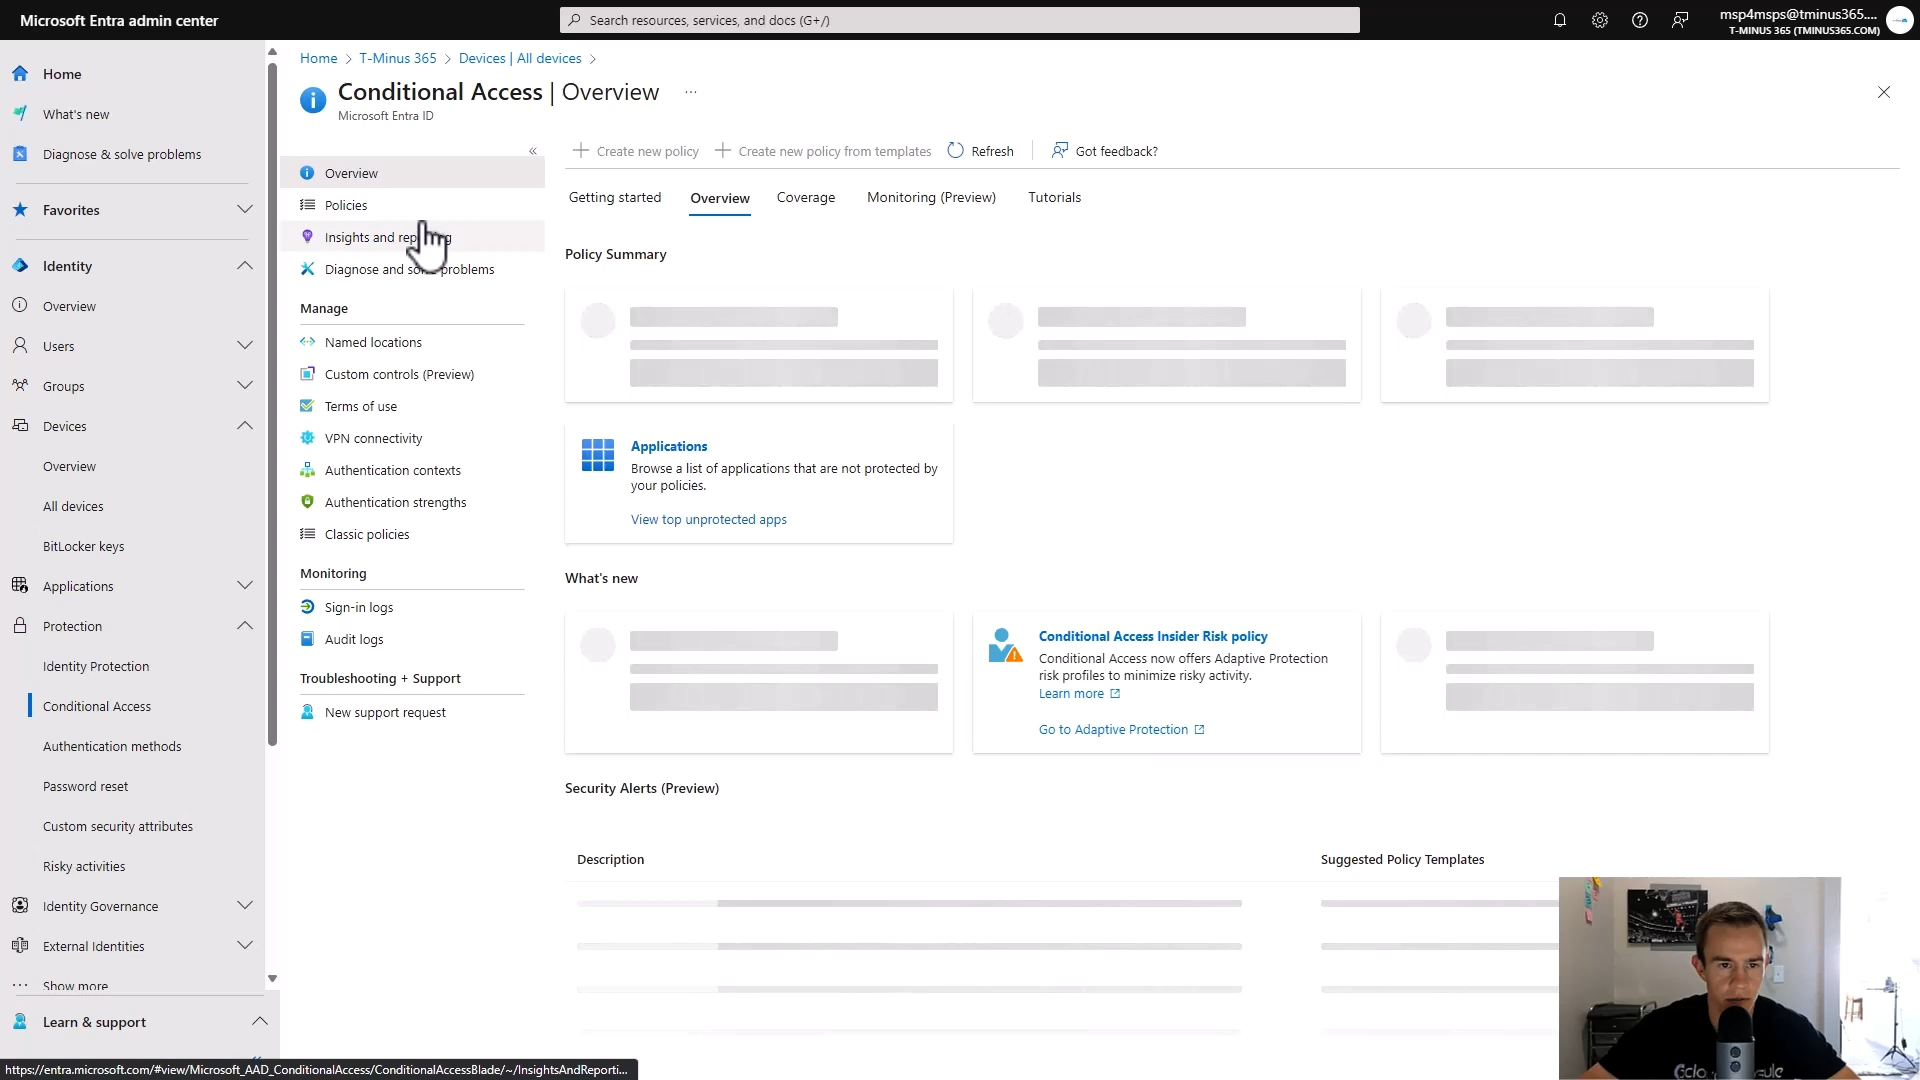 Microsoft Entra admin center
Search resources, services, and docs (G+/)
msp4msps@tminus365....
T-MINUS 365 (TMINUS365.COM)
Home
What's new
Diagnose & solve problems
Favorites
Identity
Overview
Users
Groups
Devices
Overview
All devices
BitLocker keys
Applications
Protection
Identity Protection
Conditional Access
Authentication methods
Password reset
Custom security attributes
Risky activities
Identity Governance
External Identities
Show more
Learn & support
Home > T-Minus 365 > Devices | All devices >
Conditional Access | Overview ...
Microsoft Entra ID
Overview
Policies
Insights and reporting
Diagnose and solve problems
Manage
Named locations
Custom controls (Preview)
Terms of use
VPN connectivity
Authentication contexts
Authentication strengths
Classic policies
Monitoring
Sign-in logs
Audit logs
Troubleshooting + Support
New support request
Create new policy
Create new policy from templates
Refresh
Got feedback?
Getting started
Overview
Coverage
Monitoring (Preview)
Tutorials
Policy Summary
Applications
Browse a list of applications that are not protected by
your policies.
View top unprotected apps
What's new
Conditional Access Insider Risk policy
Conditional Access now offers Adaptive Protection
risk profiles to minimize risky activity.
Learn more
Go to Adaptive Protection
Security Alerts (Preview)
Description
Suggested Policy Templates
https://entra.microsoft.com/#view/Microsoft_AAD_ConditionalAccess/ConditionalAccessBlade/~/InsightsAndReporti...